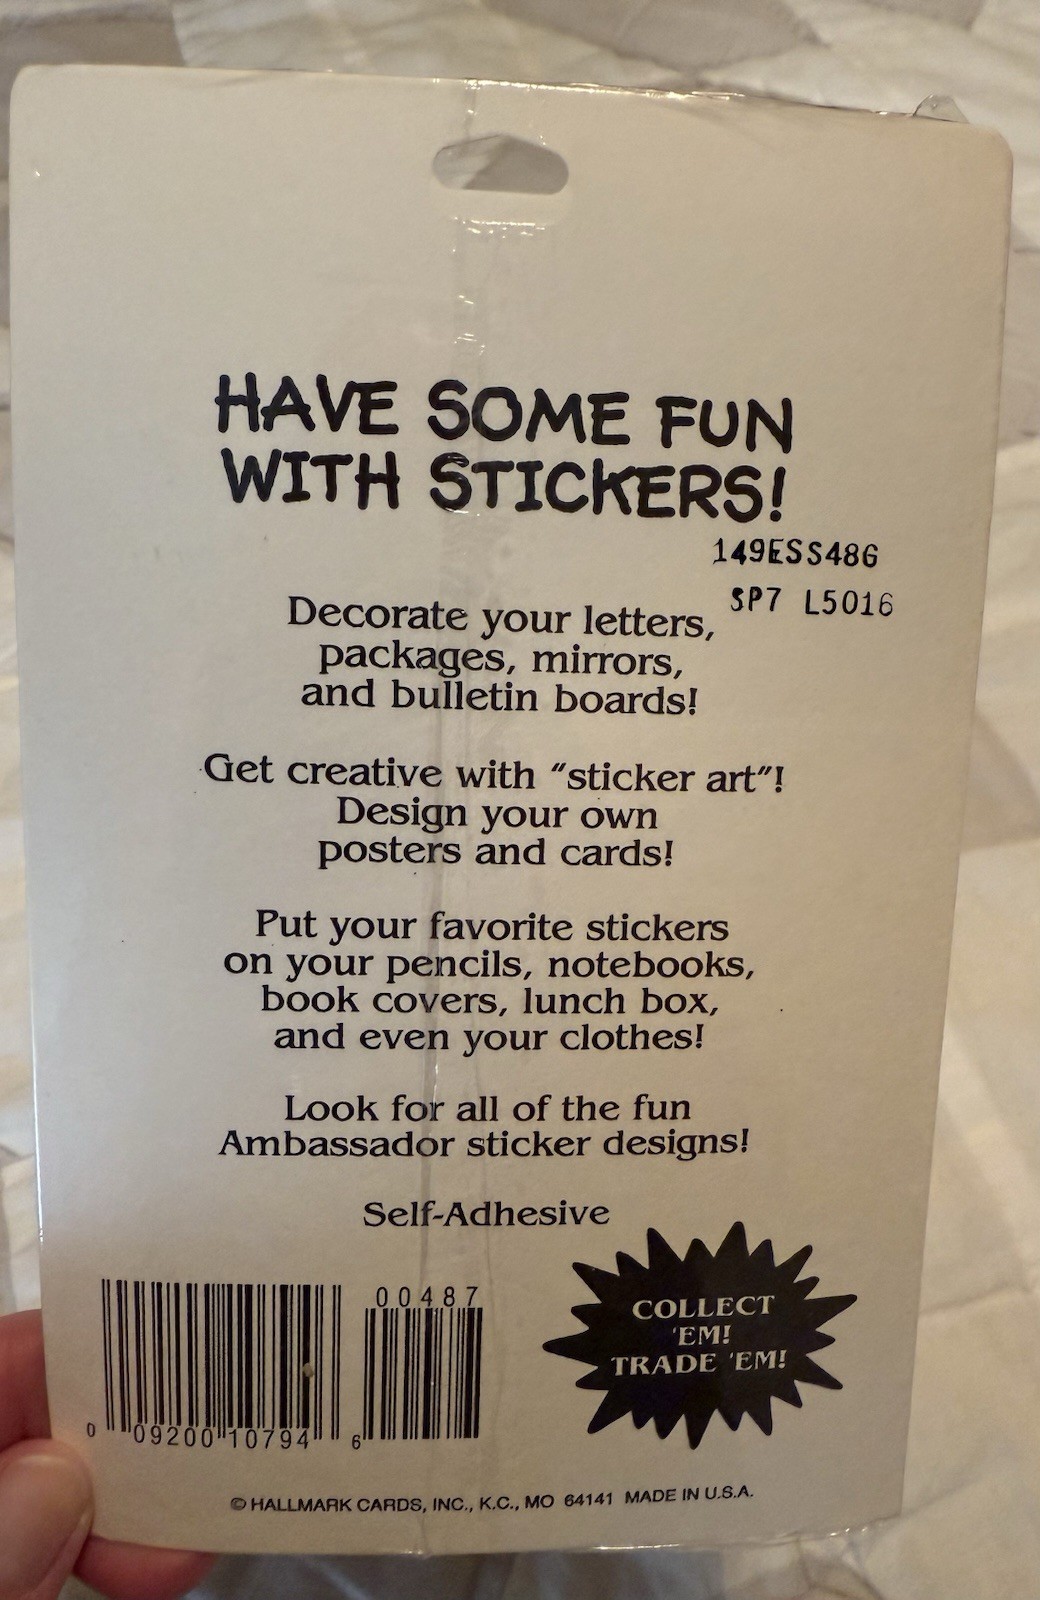 HAVE SOME FUN
WITH STICKERS!
149ESS486
SP7 L5016
Decorate your letters,
packages, mirrors,
and bulletin boards!
Get creative with "sticker art"!
Design your own
posters and cards!
Put your favorite stickers
on your pencils, notebooks,
book covers, lunch box,
and even your clothes!
Look for all of the fun
Ambassador sticker designs!
Self-Adhesive
00487
0 09200 10794 6
COLLECT
'EM!
TRADE 'EM!
© HALLMARK CARDS, INC., K.C., MO 64141 MADE IN U.S.A.